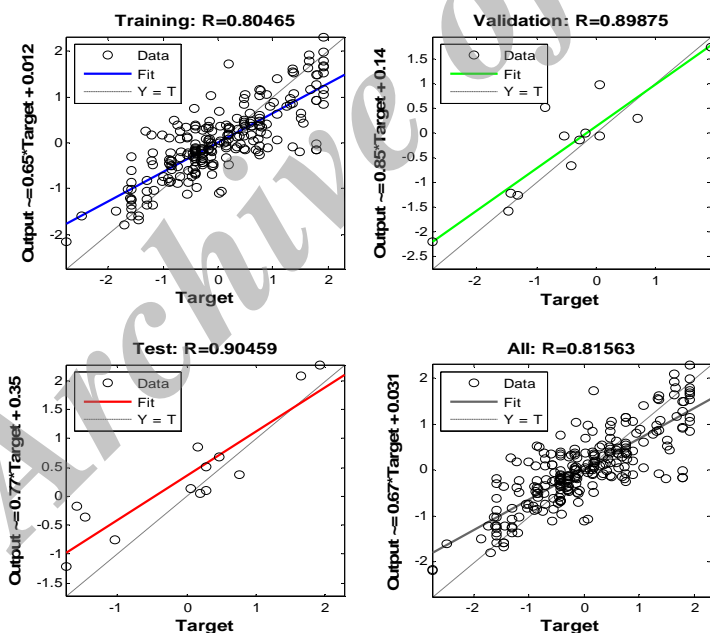 Training: R=0.80465
Output ~= 0.65*Target + 0.012
2
1
0
-1
-2
Data
Fit
Y = T
-2
-1
0
1
2
Target
Validation: R=0.89875
Output ~= 0.85*Target + 0.14
1.5
1
0.5
0
-0.5
-1
-1.5
-2
-2.5
Data
Fit
Y = T
-2
-1
0
1
Target
Test: R=0.90459
Output ~= 0.77*Target + 0.35
2
1.5
1
0.5
0
-0.5
-1
-1.5
Data
Fit
Y = T
-1
0
1
2
Target
All: R=0.81563
Output ~= 0.67*Target + 0.031
2
1
0
-1
-2
Data
Fit
Y = T
-2
-1
0
1
2
Target
Archive of